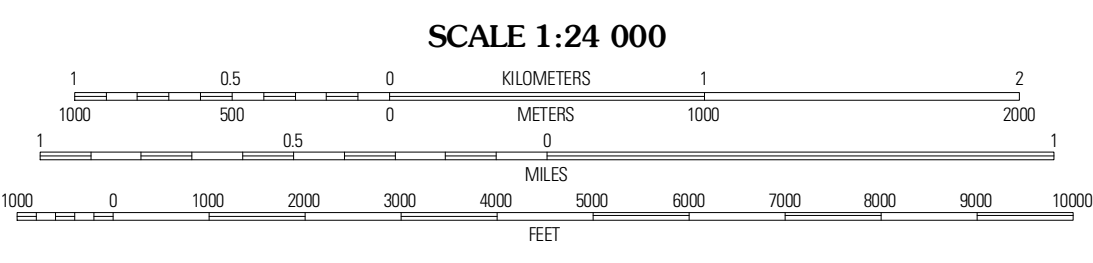 SCALE 1:24 000
1 0.5 0 KILOMETERS 1 2
1000 500 0 METERS 1000 2000
1 0.5 0 1
MILES
1000 0 1000 2000 3000 4000 5000 6000 7000 8000 9000 10000
FEET